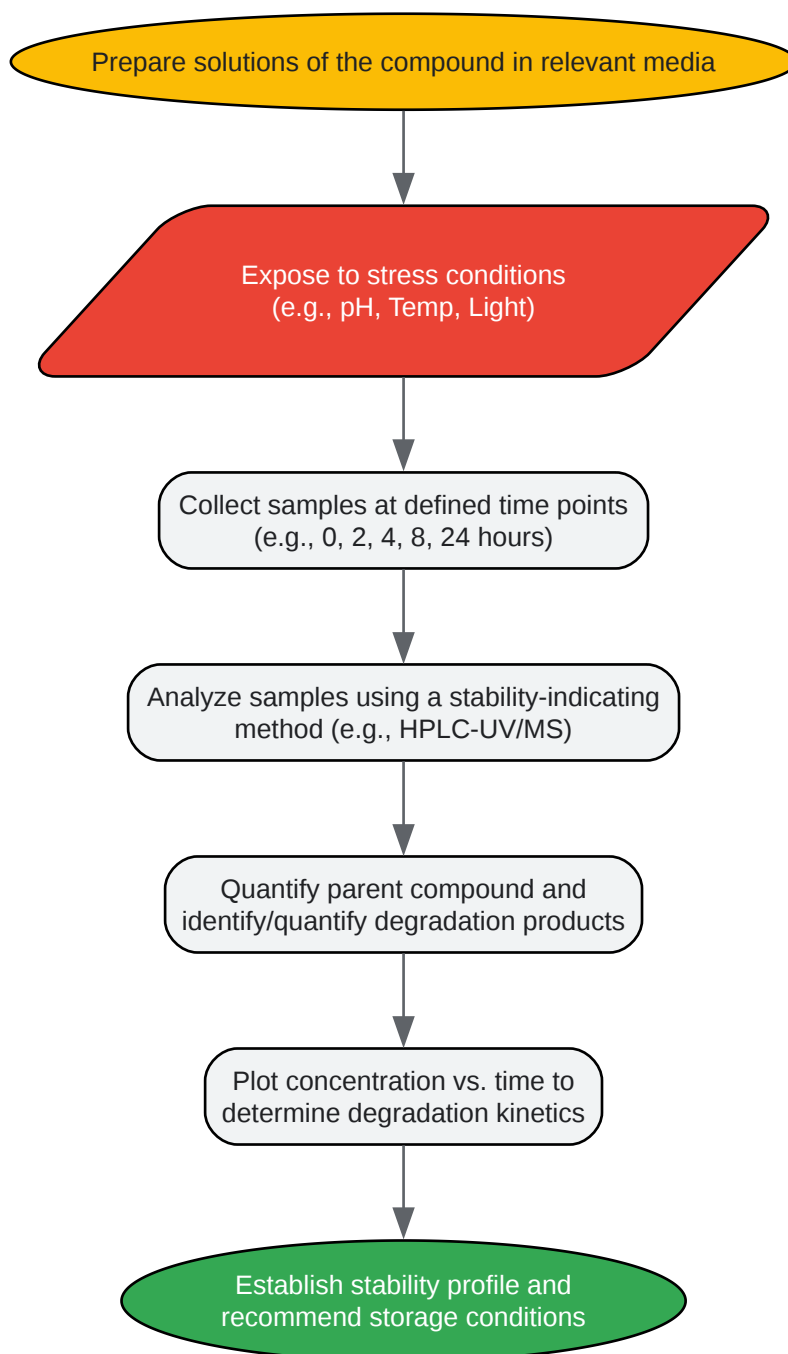 Prepare solutions of the compound in relevant media
Expose to stress conditions
(e.g., pH, Temp, Light)
Collect samples at defined time points
(e.g., 0, 2, 4, 8, 24 hours)
Analyze samples using a stability-indicating
method (e.g., HPLC-UV/MS)
Quantify parent compound and
identify/quantify degradation products
Plot concentration vs. time to
determine degradation kinetics
Establish stability profile and
recommend storage conditions